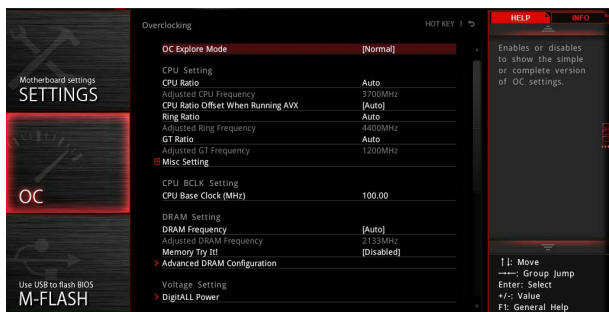 Overclocking
HOT KEY |
HELP
INFO
Motherboard settings
SETTINGS
OC
Use USB to flash BIOS
M-FLASH
OC Explore Mode [Normal]
CPU Setting
CPU Ratio Auto
Adjusted CPU Frequency 3700MHz
CPU Ratio Offset When Running AVX [Auto]
Ring Ratio Auto
Adjusted Ring Frequency 4400MHz
GT Ratio Auto
Adjusted GT Frequency 1200MHz
Misc Setting
CPU BCLK Setting
CPU Base Clock (MHz) 100.00
DRAM Setting
DRAM Frequency [Auto]
Adjusted DRAM Frequency 2133MHz
Memory Try It! [Disabled]
Advanced DRAM Configuration
Voltage Setting
DigitALL Power
Enables or disables
to show the simple
or complete version
of OC settings.
↑↓: Move
→←: Group Jump
Enter: Select
+/-: Value
F1: General Help